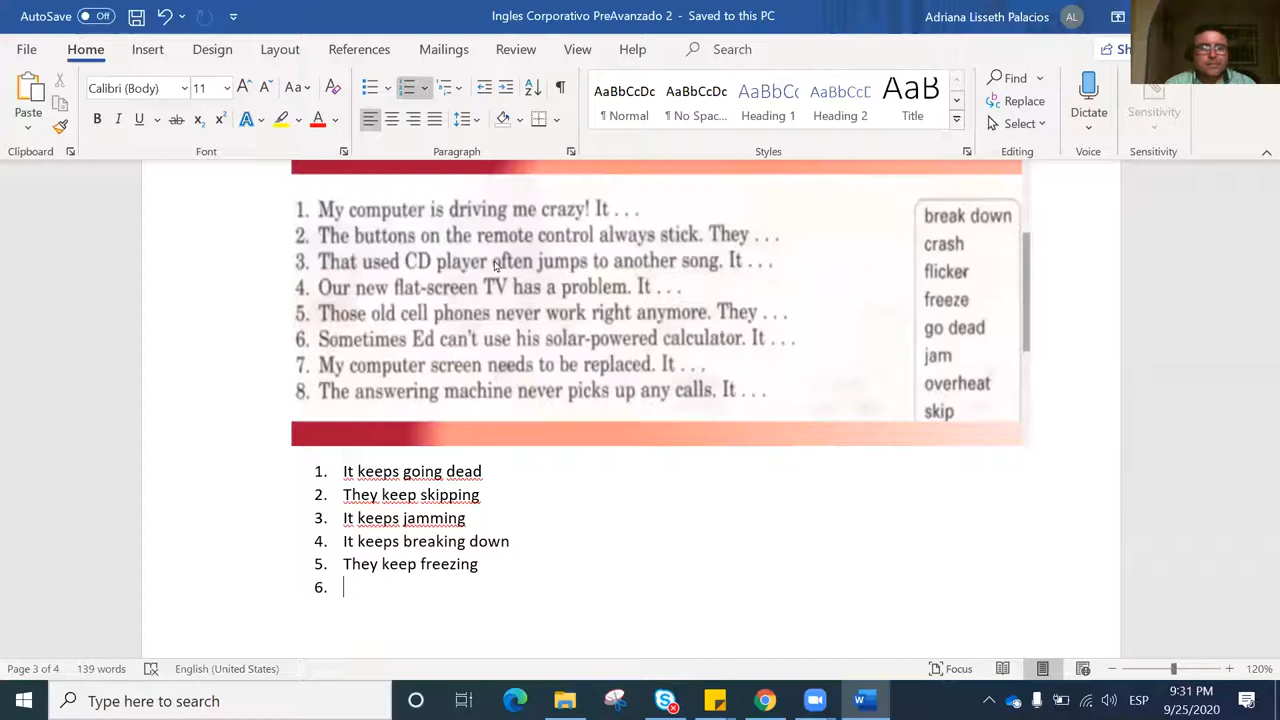 AutoSave Off
Ingles Corporativo PreAvanzado 2 - Saved to this PC
Adriana Lisseth Palacios
AL
File Home Insert Design Layout References Mailings Review View Help Search
Sh
Paste
Clipboard
Calibri (Body) 11
Font
Paragraph
AaBbCcDc AaBbCcDc AaBbCc AaBbCcD AaB
¶ Normal ¶ No Spac... Heading 1 Heading 2 Title
Styles
Find
Replace
Select
Editing
Dictate
Voice
Sensitivity
Sensitivity
1. My computer is driving me crazy! It . . .
2. The buttons on the remote control always stick. They . . .
3. That used CD player often jumps to another song. It . . .
4. Our new flat-screen TV has a problem. It . . .
5. Those old cell phones never work right anymore. They . . .
6. Sometimes Ed can't use his solar-powered calculator. It . . .
7. My computer screen needs to be replaced. It . . .
8. The answering machine never picks up any calls. It . . .
break down
crash
flicker
freeze
go dead
jam
overheat
skip
1. It keeps going dead
2. They keep skipping
3. It keeps jamming
4. It keeps breaking down
5. They keep freezing
6.
Page 3 of 4 139 words English (United States) Focus 120%
Type here to search
ESP
9:31 PM
9/25/2020